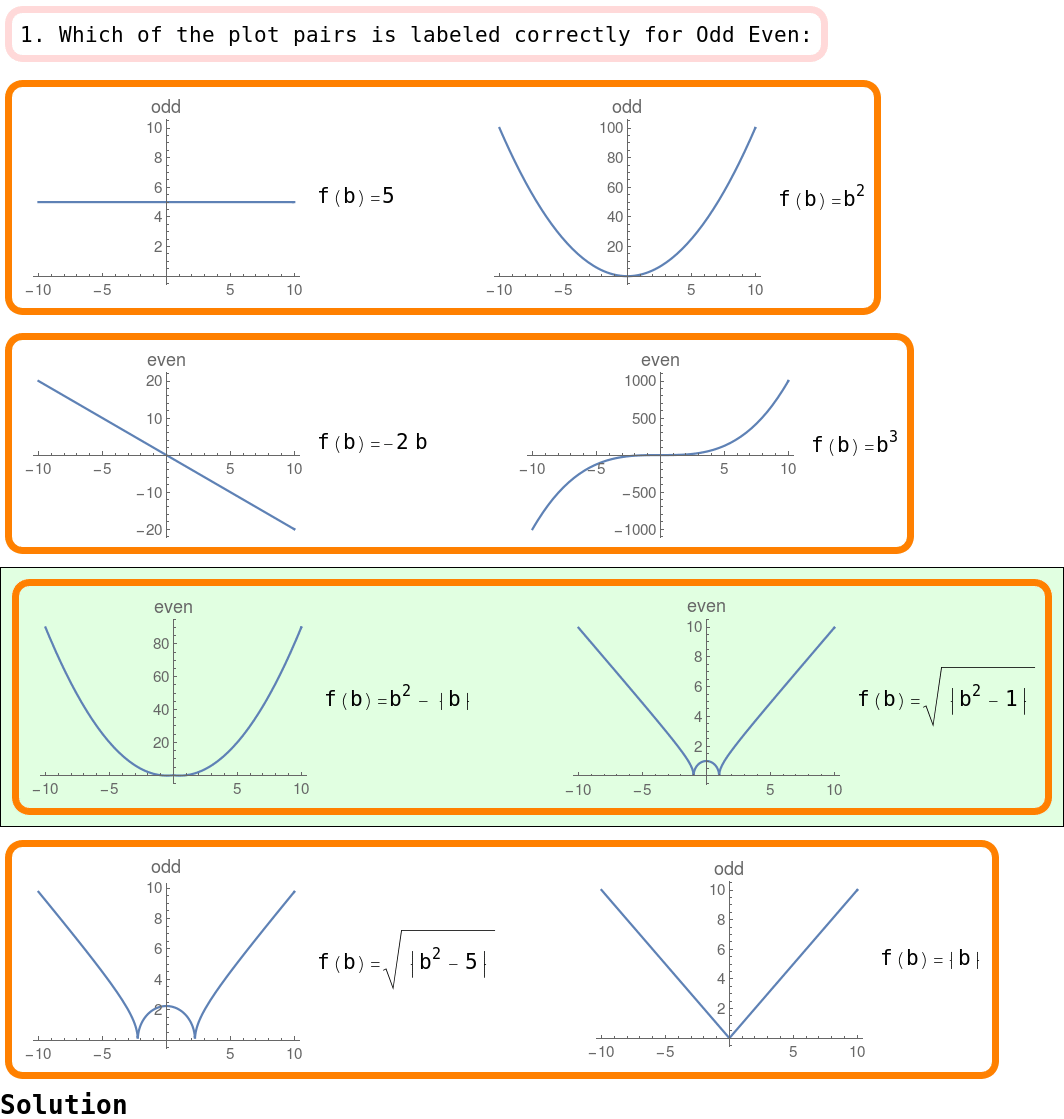 1. Which of the plot pairs is labeled correctly for Odd Even:
odd
10
8
6
4
2
−10 −5 5 10
f(b)=5
odd
100
80
60
40
20
−10 −5 5 10
f(b)=b²
even
20
10
−10 −5 5 10
−10
−20
f(b)=−2 b
even
1000
500
−10 −5 5 10
−500
−1000
f(b)=b³
even
80
60
40
20
−10 −5 5 10
f(b)=b² − |b|
even
10
8
6
4
2
−10 −5 5 10
f(b)=√|b² − 1|
odd
10
8
6
4
2
−10 −5 5 10
f(b)=√|b² − 5|
odd
10
8
6
4
2
−10 −5 5 10
f(b)=|b|
Solution